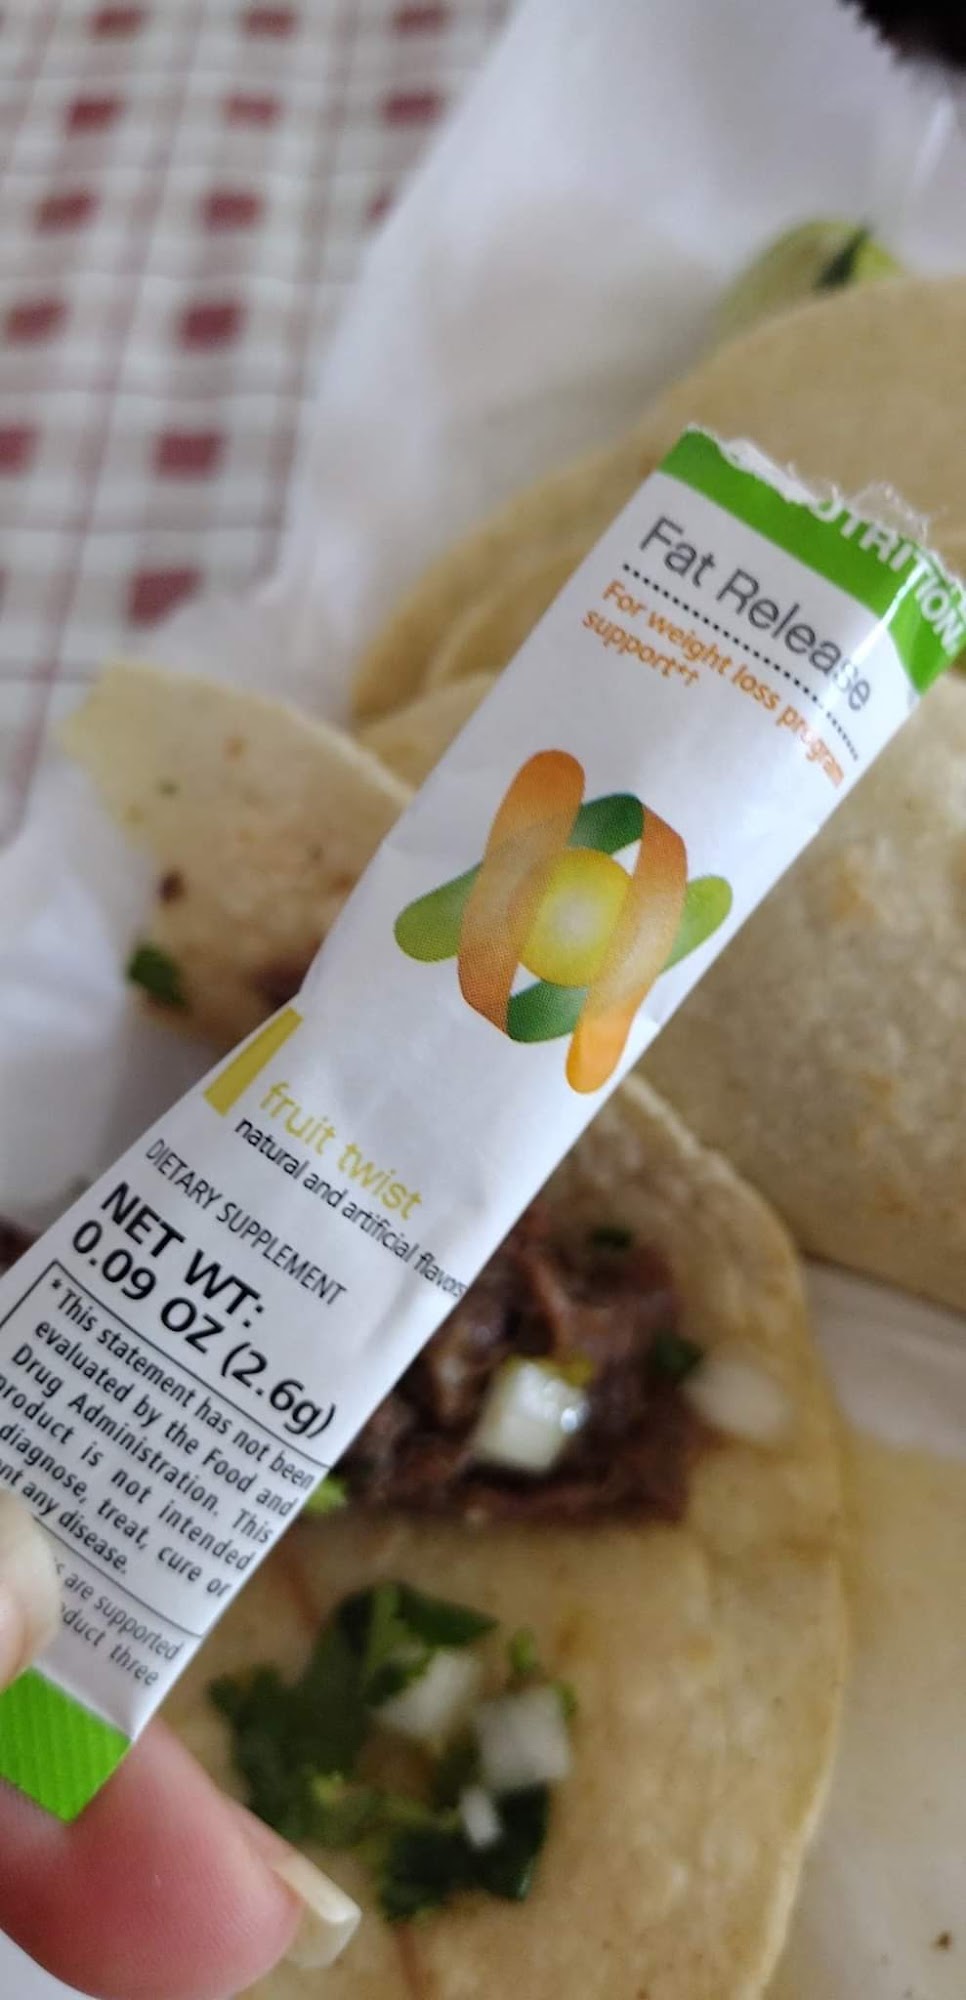 UTRITION
Fat Release
For weight loss program
support*†
fruit twist
natural and artificial flavors
DIETARY SUPPLEMENT
NET WT:
0.09 OZ (2.6g)
*This statement has not been
evaluated by the Food and
Drug Administration. This
product is not intended
diagnose, treat, cure or
any disease.
are supported
three